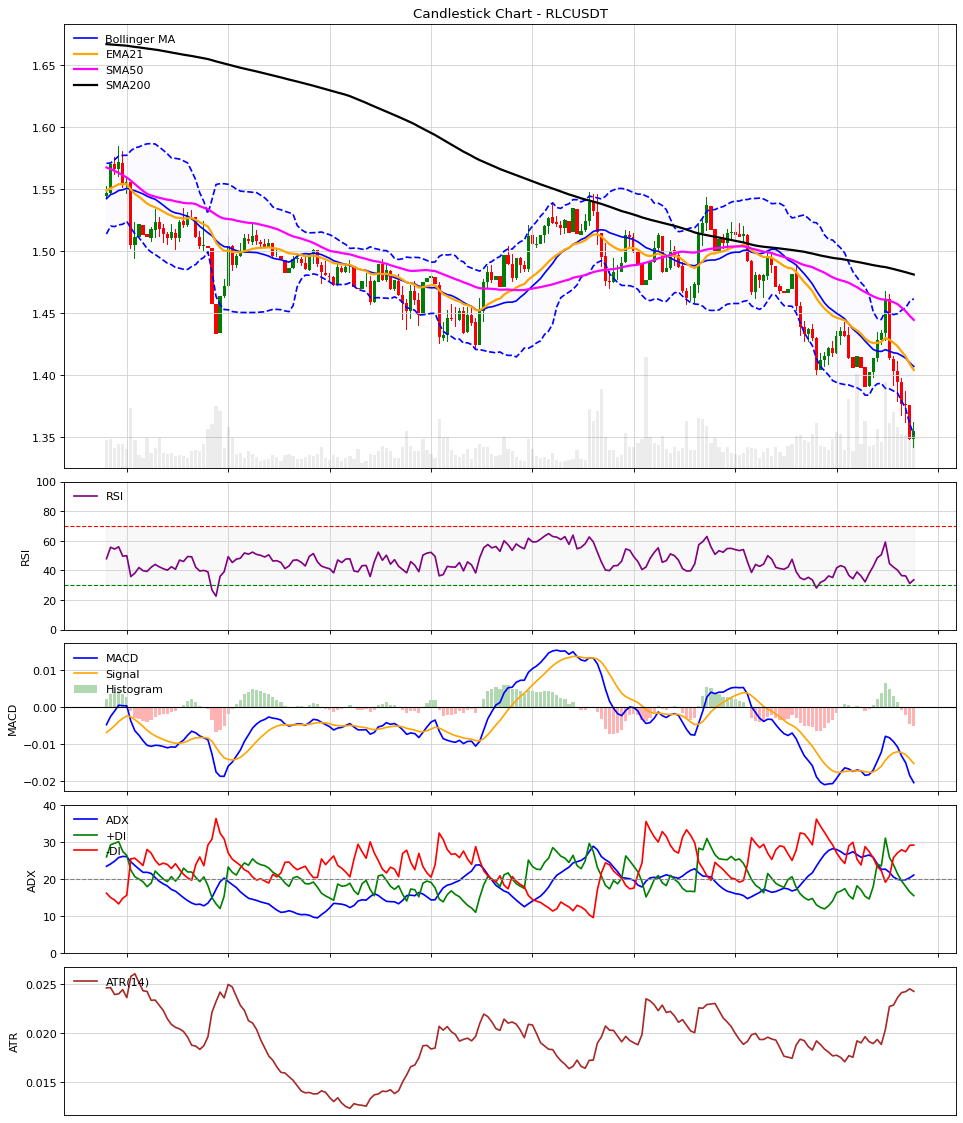 Candlestick Chart - RLCUSDT
Bollinger MA
EMA21
SMA50
SMA200
1.65
1.60
1.55
1.50
1.45
1.40
1.35
RSI
100
80
60
40
20
0
RSI
MACD
Signal
Histogram
0.01
0.00
−0.01
−0.02
MACD
ADX
+DI
-DI
40
30
20
10
0
ADX
ATR(14)
0.025
0.020
0.015
ATR